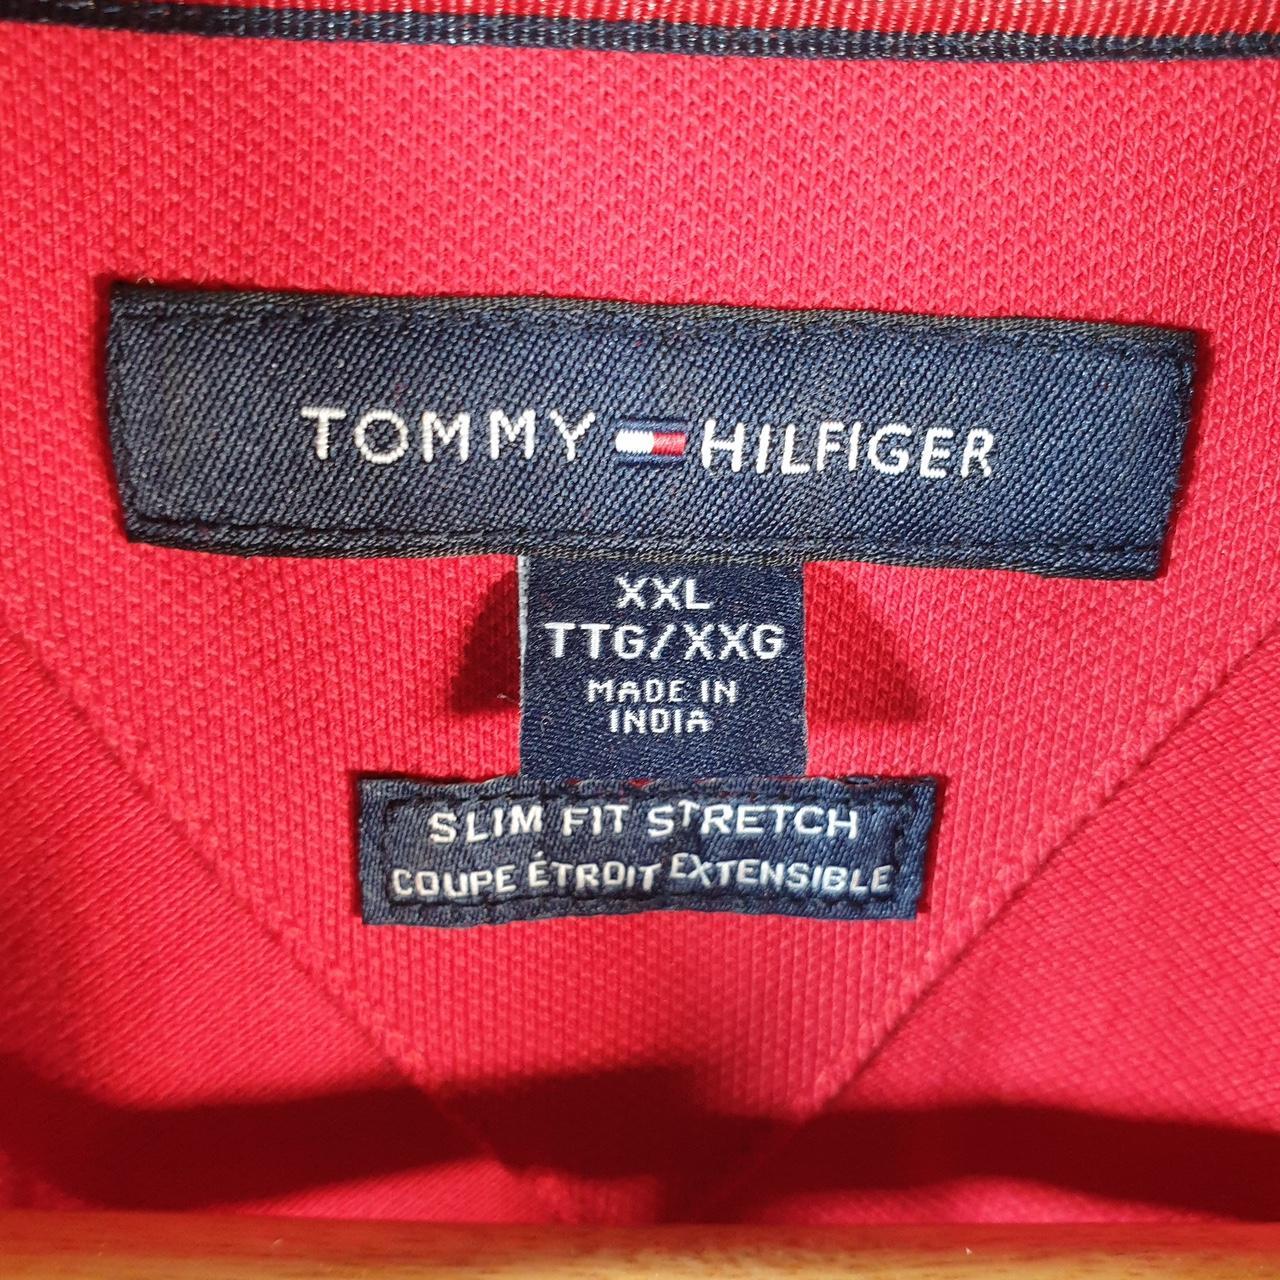 TOMMY HILFIGER
XXL
TTG/XXG
MADE IN
INDIA
SLIM FIT STRETCH
COUPE ÉTROIT EXTENSIBLE